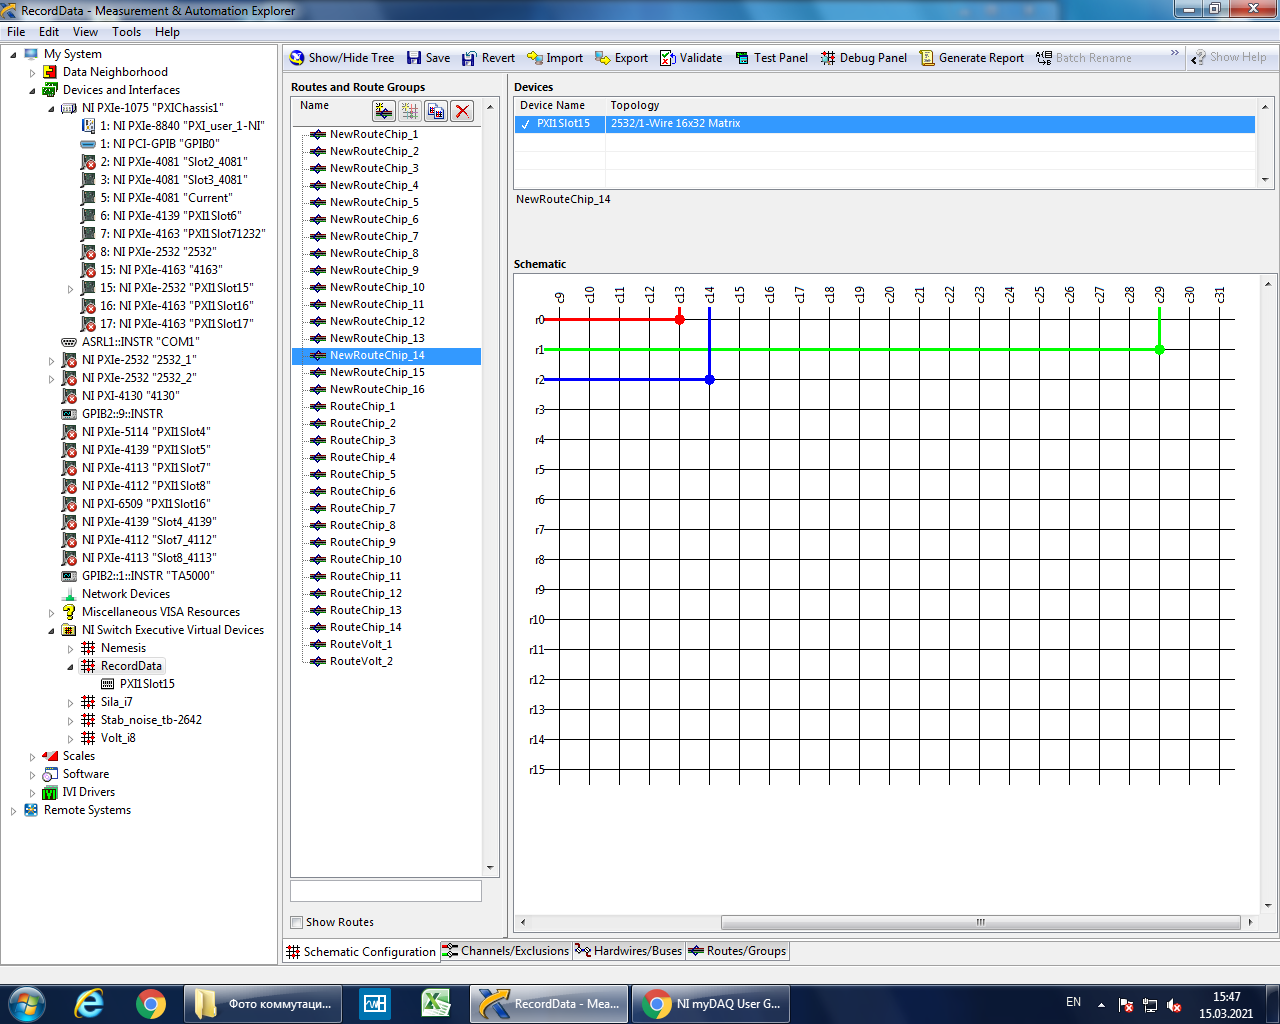 RecordData - Measurement & Automation Explorer
File Edit View Tools Help
My System
Data Neighborhood
Devices and Interfaces
NI PXIe-1075 "PXIChassis1"
1: NI PXIe-8840 "PXI_user_1-NI"
1: NI PCI-GPIB "GPIB0"
2: NI PXIe-4081 "Slot2_4081"
3: NI PXIe-4081 "Slot3_4081"
5: NI PXIe-4081 "Current"
6: NI PXIe-4139 "PXI1Slot6"
7: NI PXIe-4163 "PXI1Slot71232"
8: NI PXIe-2532 "2532"
15: NI PXIe-4163 "4163"
15: NI PXIe-2532 "PXI1Slot15"
16: NI PXIe-4163 "PXI1Slot16"
17: NI PXIe-4163 "PXI1Slot17"
ASRL1::INSTR "COM1"
NI PXIe-2532 "2532_1"
NI PXIe-2532 "2532_2"
NI PXI-4130 "4130"
GPIB2::9::INSTR
NI PXIe-5114 "PXI1Slot4"
NI PXIe-4139 "PXI1Slot5"
NI PXIe-4113 "PXI1Slot7"
NI PXIe-4112 "PXI1Slot8"
NI PXI-6509 "PXI1Slot16"
NI PXIe-4139 "Slot4_4139"
NI PXIe-4112 "Slot7_4112"
NI PXIe-4113 "Slot8_4113"
GPIB2::1::INSTR "TA5000"
Network Devices
Miscellaneous VISA Resources
NI Switch Executive Virtual Devices
Nemesis
RecordData
PXI1Slot15
Sila_i7
Stab_noise_tb-2642
Volt_i8
Scales
Software
IVI Drivers
Remote Systems
Show/Hide Tree Save Revert Import Export Validate Test Panel Debug Panel Generate Report Batch Rename » Show Help
Routes and Route Groups
Name
NewRouteChip_1
NewRouteChip_2
NewRouteChip_3
NewRouteChip_4
NewRouteChip_5
NewRouteChip_6
NewRouteChip_7
NewRouteChip_8
NewRouteChip_9
NewRouteChip_10
NewRouteChip_11
NewRouteChip_12
NewRouteChip_13
NewRouteChip_14
NewRouteChip_15
NewRouteChip_16
RouteChip_1
RouteChip_2
RouteChip_3
RouteChip_4
RouteChip_5
RouteChip_6
RouteChip_7
RouteChip_8
RouteChip_9
RouteChip_10
RouteChip_11
RouteChip_12
RouteChip_13
RouteChip_14
RouteVolt_1
RouteVolt_2
Show Routes
Devices
Device Name Topology
PXI1Slot15 2532/1-Wire 16x32 Matrix
NewRouteChip_14
Schematic
c9 c10 c11 c12 c13 c14 c15 c16 c17 c18 c19 c20 c21 c22 c23 c24 c25 c26 c27 c28 c29 c30 c31
r0
r1
r2
r3
r4
r5
r6
r7
r8
r9
r10
r11
r12
r13
r14
r15
Schematic Configuration Channels/Exclusions Hardwires/Buses Routes/Groups
Фото коммутаци... RecordData - Mea... NI myDAQ User G... EN 15:47
15.03.2021